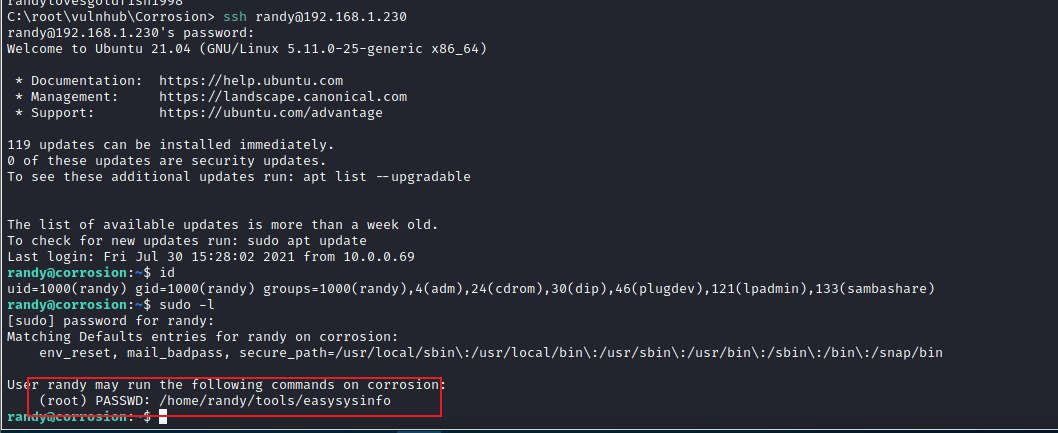 randylovesgoldfish1998
C:\root\vulnhub\Corrosion> ssh randy@192.168.1.230
randy@192.168.1.230's password:
Welcome to Ubuntu 21.04 (GNU/Linux 5.11.0-25-generic x86_64)
* Documentation:  https://help.ubuntu.com
* Management:     https://landscape.canonical.com
* Support:        https://ubuntu.com/advantage
119 updates can be installed immediately.
0 of these updates are security updates.
To see these additional updates run: apt list --upgradable
The list of available updates is more than a week old.
To check for new updates run: sudo apt update
Last login: Fri Jul 30 15:28:02 2021 from 10.0.0.69
randy@corrosion:~$ id
uid=1000(randy) gid=1000(randy) groups=1000(randy),4(adm),24(cdrom),30(dip),46(plugdev),121(lpadmin),133(sambashare)
randy@corrosion:~$ sudo -l
[sudo] password for randy:
Matching Defaults entries for randy on corrosion:
env_reset, mail_badpass, secure_path=/usr/local/sbin\:/usr/local/bin\:/usr/sbin\:/usr/bin\:/sbin\:/bin\:/snap/bin
User randy may run the following commands on corrosion:
(root) PASSWD: /home/randy/tools/easysysinfo
randy@corrosion:~$